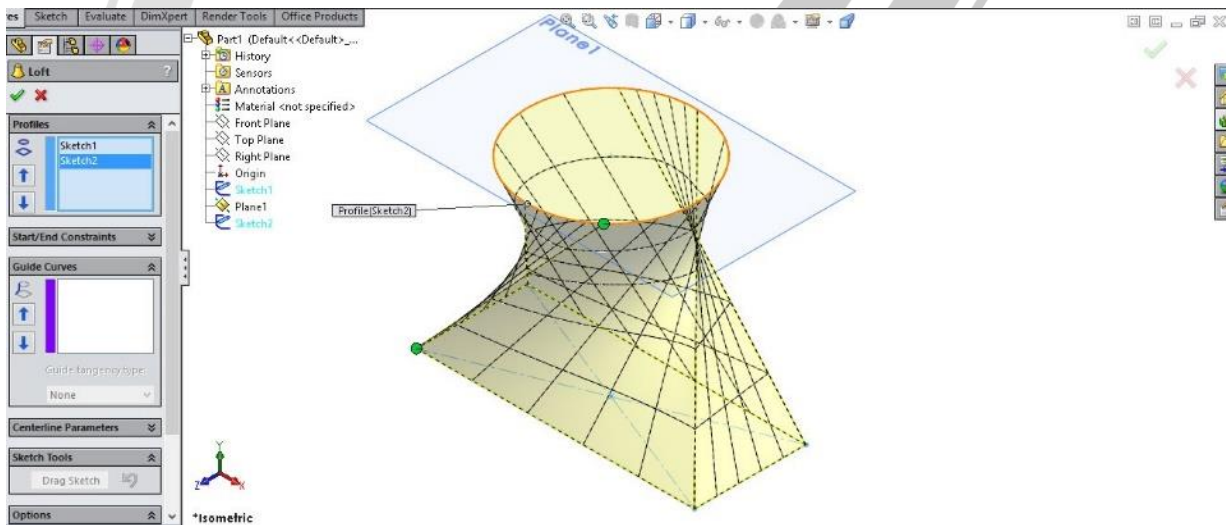 Sketch Evaluate DimXpert Render Tools Office Products
Loft
?
Profiles
Sketch1
Sketch2
Start/End Constraints
Guide Curves
Guide tangency type:
None
Centerline Parameters
Sketch Tools
Drag Sketch
Options
Part1 (Default<<Default>_...
History
Sensors
A Annotations
Material <not specified>
Front Plane
Top Plane
Right Plane
Origin
Sketch1
Plane1
Sketch2
Plane1
Profile(Sketch2)
Y
Z X
*Isometric